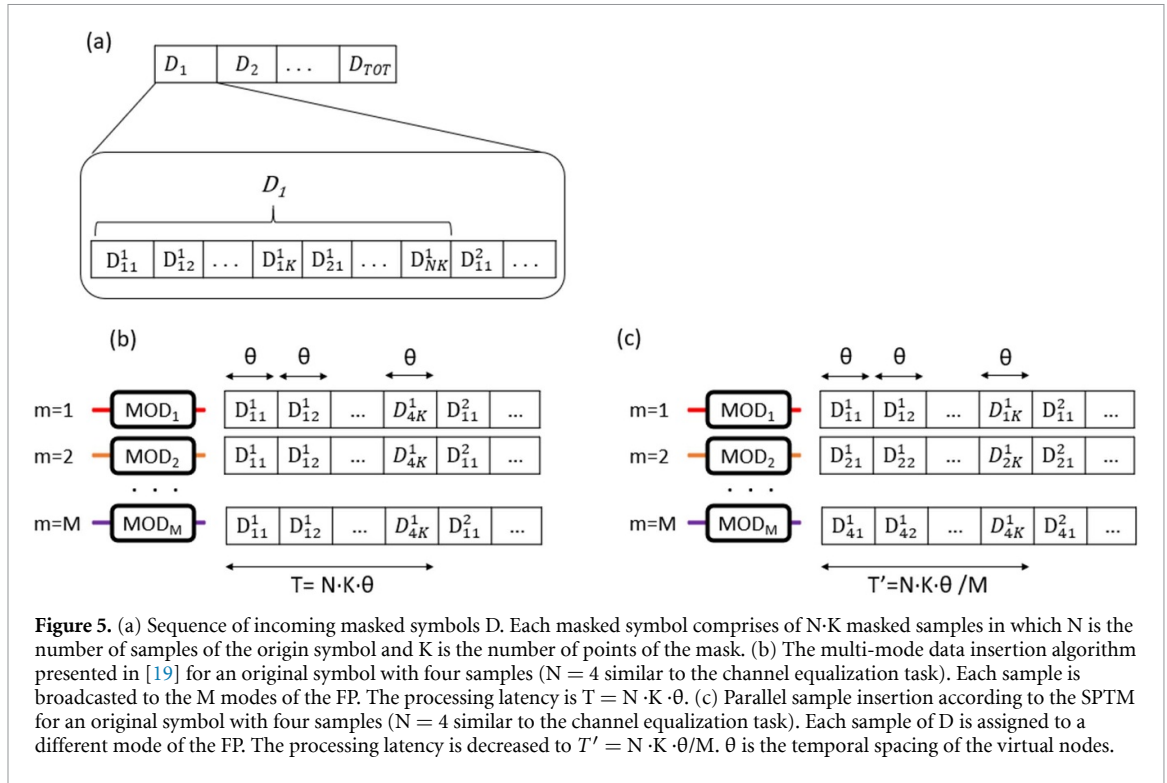 (a)
D₁ D₂ ... D_TOT
D₁
D¹₁₁ D¹₁₂ ... D¹₁K D¹₂₁ ... D¹NK D²₁₁ ...
(b)
θ θ θ
m=1 MOD₁ D¹₁₁ D¹₁₂ ... D¹₄K D²₁₁ ...
m=2 MOD₂ D¹₁₁ D¹₁₂ ... D¹₄K D²₁₁ ...
. . .
m=M MOD_M D¹₁₁ D¹₁₂ ... D¹₄K D²₁₁ ...
T= N·K·θ
(c)
θ θ θ
m=1 MOD₁ D¹₁₁ D¹₁₂ ... D¹₁K D²₁₁ ...
m=2 MOD₂ D¹₂₁ D¹₂₂ ... D¹₂K D²₂₁ ...
. . .
m=M MOD_M D¹₄₁ D¹₄₂ ... D¹₄K D²₄₁ ...
T'=N·K·θ /M
Figure 5. (a) Sequence of incoming masked symbols D. Each masked symbol comprises of N·K masked samples in which N is the
number of samples of the origin symbol and K is the number of points of the mask. (b) The multi-mode data insertion algorithm
presented in [19] for an original symbol with four samples (N = 4 similar to the channel equalization task). Each sample is
broadcasted to the M modes of the FP. The processing latency is T = N ·K ·θ. (c) Parallel sample insertion according to the SPTM
for an original symbol with four samples (N = 4 similar to the channel equalization task). Each sample of D is assigned to a
different mode of the FP. The processing latency is decreased to T′ = N ·K ·θ/M. θ is the temporal spacing of the virtual nodes.